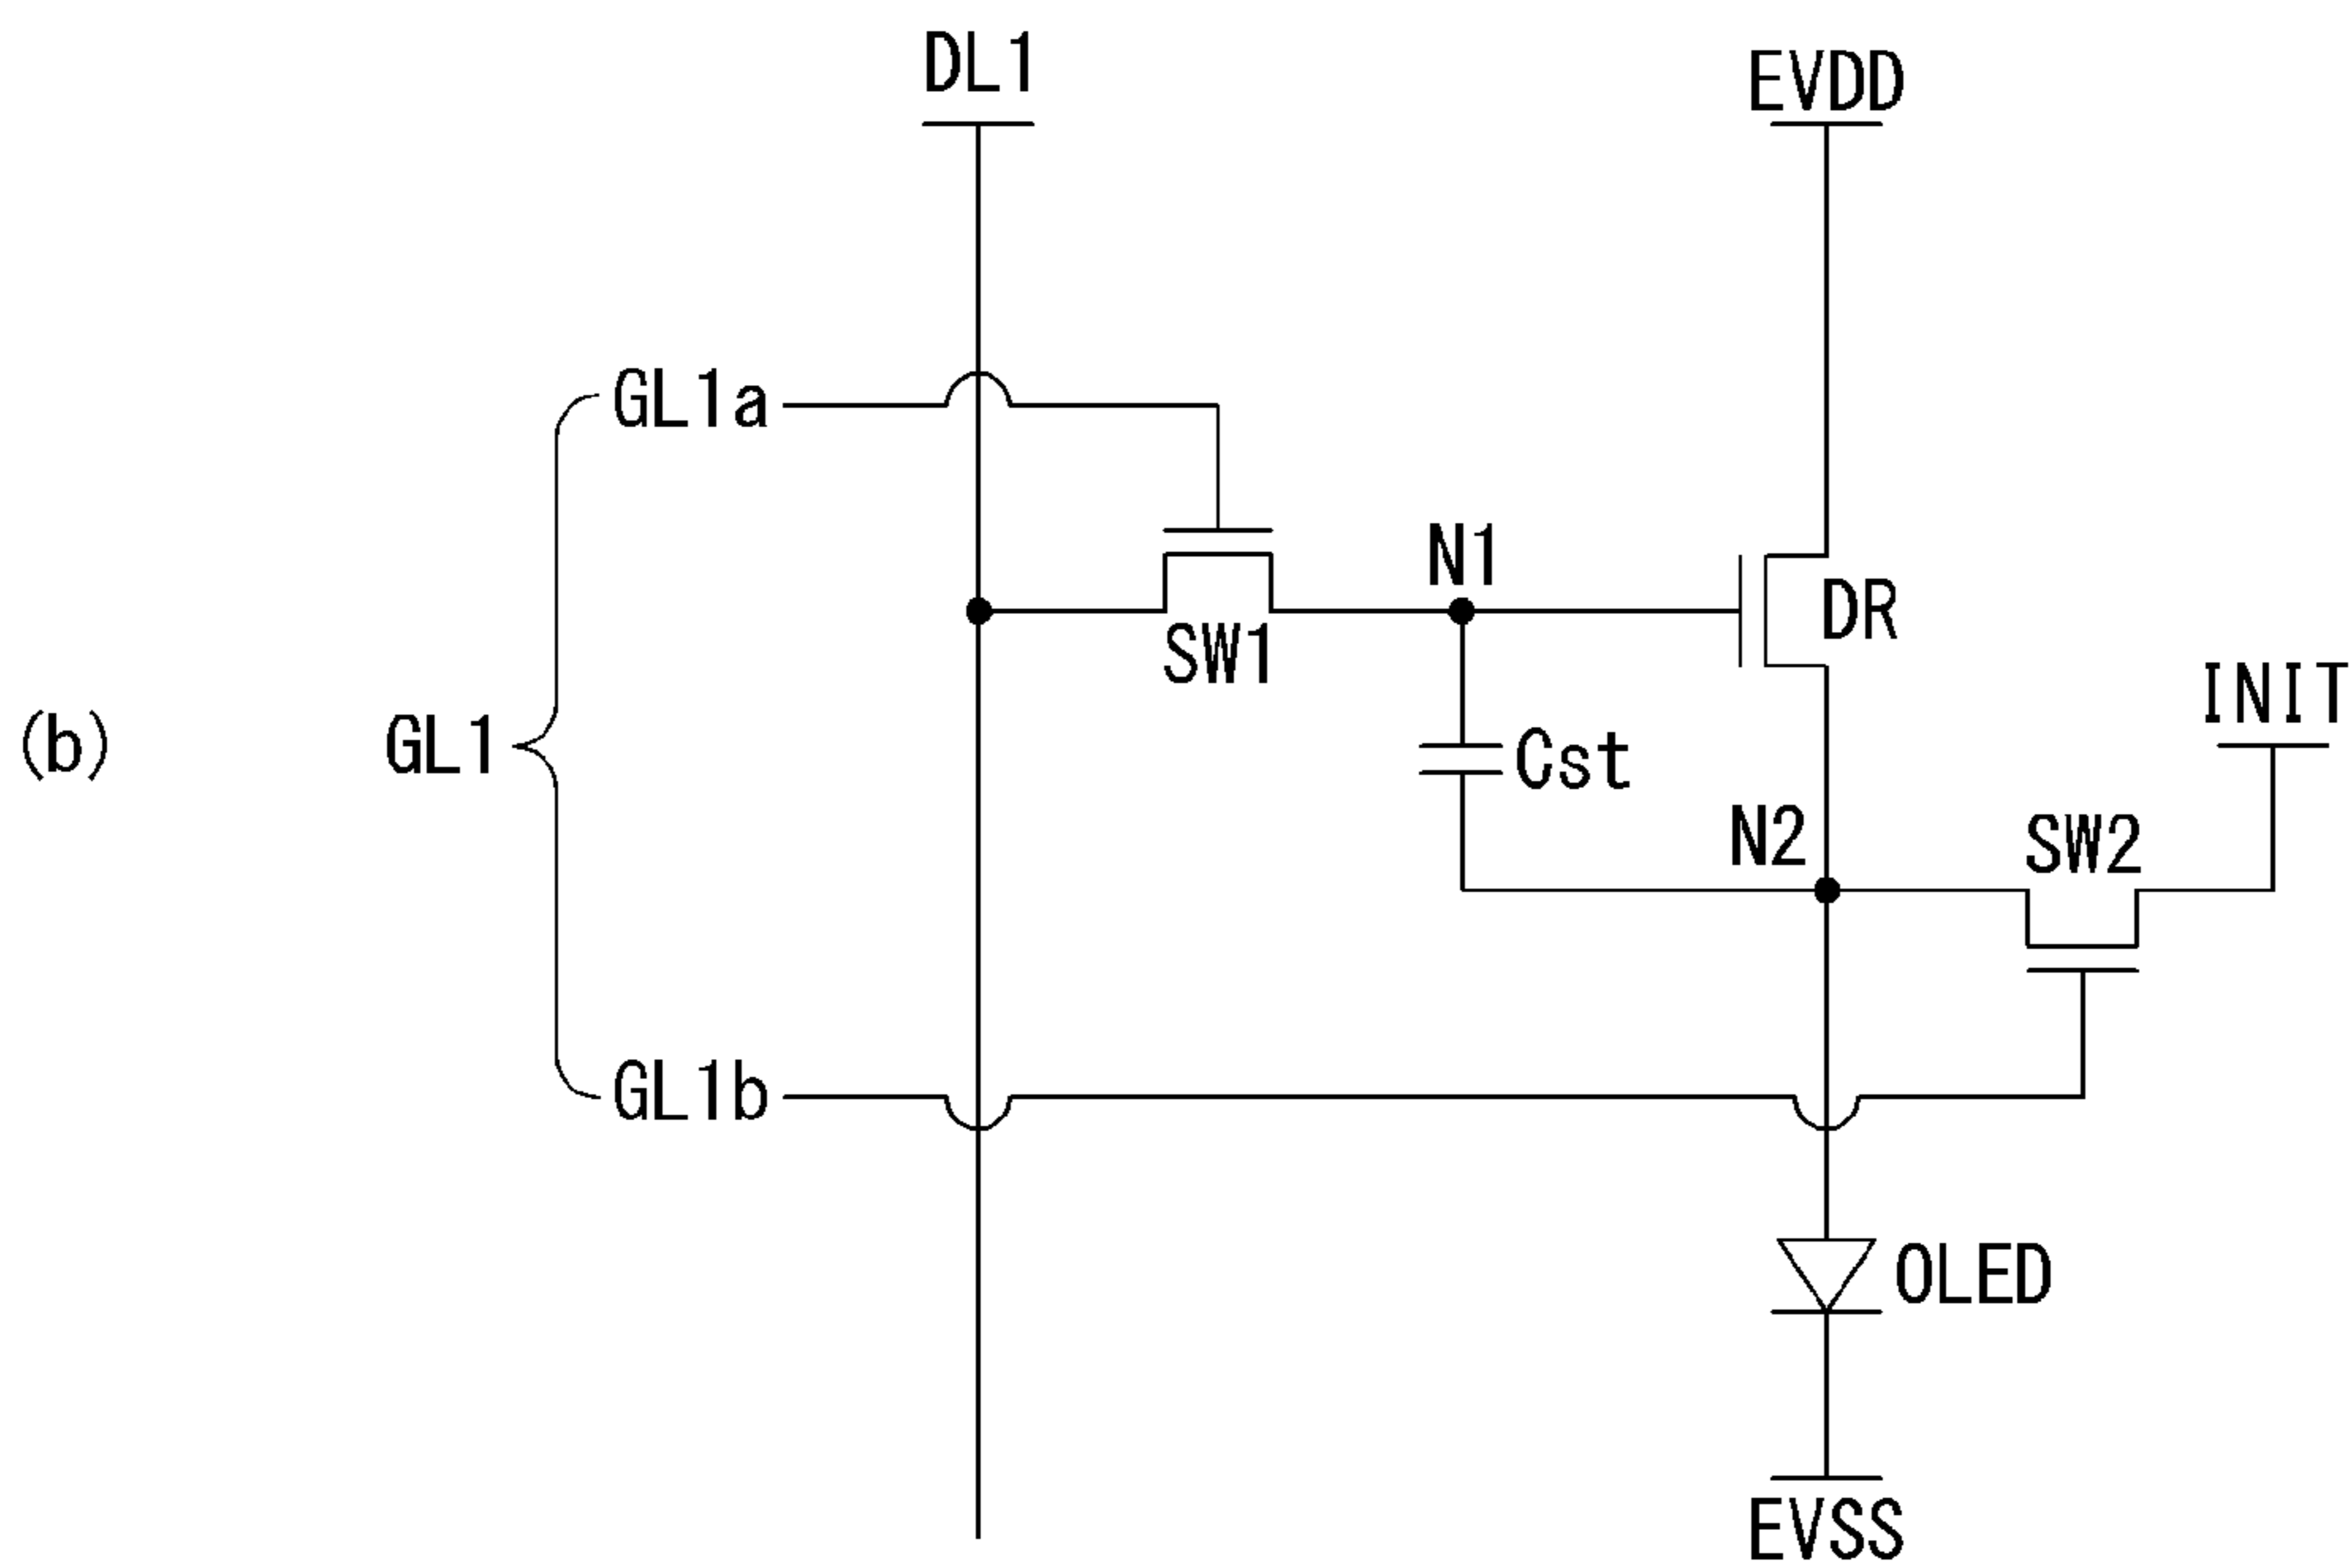 DL1
EVDD
GL1a
N1
DR
SW1
INIT
(b)
GL1
Cst
N2
SW2
GL1b
OLED
EVSS